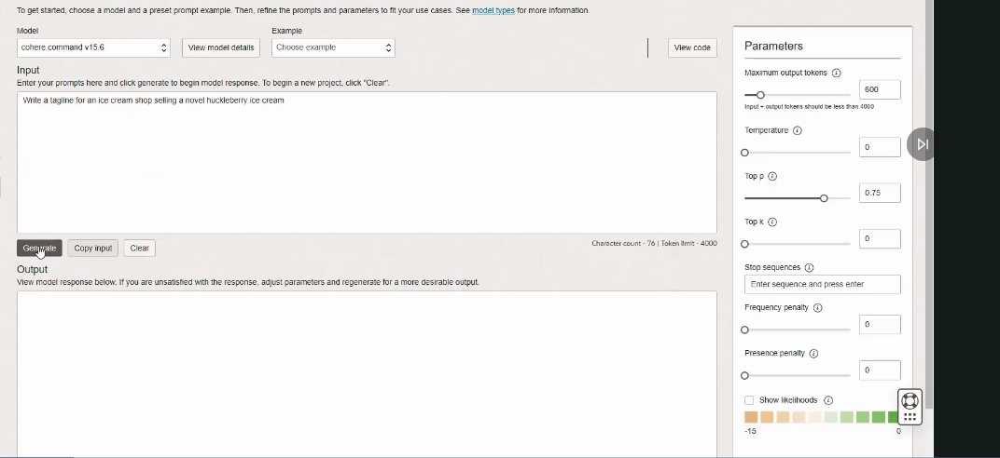 To get started, choose a model and a preset prompt example. Then, refine the prompts and parameters to fit your use cases. See model types for more information.
Model
Example
cohere.command v15.6
View model details
Choose example
View code
Input
Enter your prompts here and click generate to begin model response. To begin a new project, click "Clear".
Write a tagline for an ice cream shop selling a novel huckleberry ice cream
Generate
Copy input
Clear
Character count - 76 | Token limit - 4000
Output
View model response below. If you are unsatisfied with the response, adjust parameters and regenerate for a more desirable output.
Parameters
Maximum output tokens
600
Input + output tokens should be less than 4000
Temperature
0
Top p
0.75
Top k
0
Stop sequences
Enter sequence and press enter
Frequency penalty
0
Presence penalty
0
Show likelihoods
-15
0